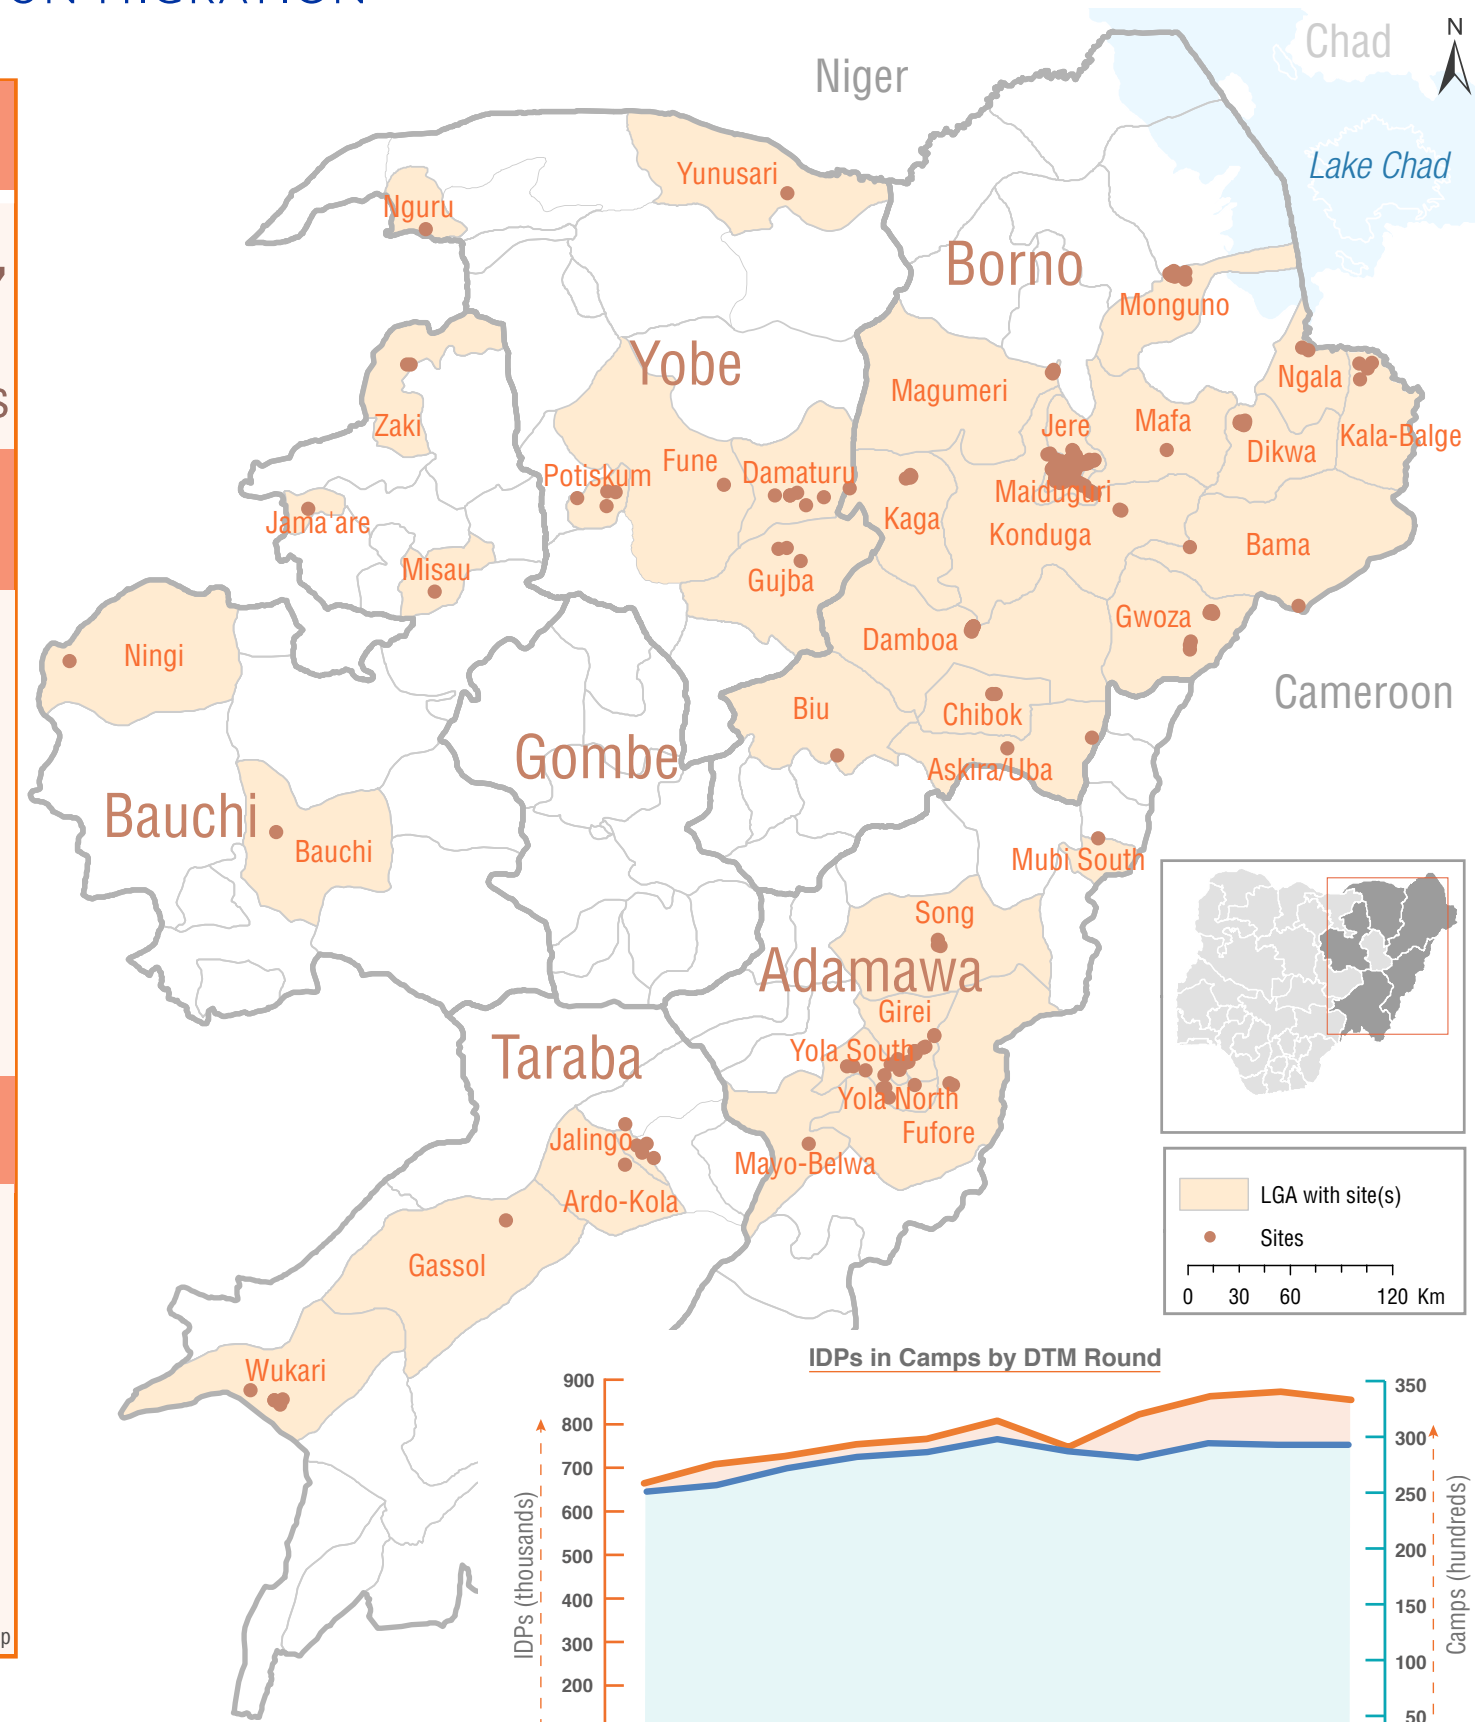 Niger
Chad
N
Lake Chad
Yunusari
Nguru
Borno
Monguno
Yobe
Magumeri
Ngala
Zaki
Jere
Mafa
Kala-Balge
Dikwa
Fune
Potiskum
Damaturu
Maiduguri
Jama'are
Kaga
Konduga
Bama
Misau
Gujba
Gwoza
Damboa
Ningi
Cameroon
Biu
Chibok
Gombe
Askira/Uba
Bauchi
Bauchi
Mubi South
Song
Adamawa
Girei
Taraba
Yola South
Yola North
Fufore
Jalingo
Mayo-Belwa
Ardo-Kola
LGA with site(s)
Sites
0 30 60 120 Km
Gassol
Wukari
IDPs in Camps by DTM Round
900
800
700
600
500
400
300
200
IDPs (thousands)
350
300
250
200
150
100
50
Camps (hundreds)